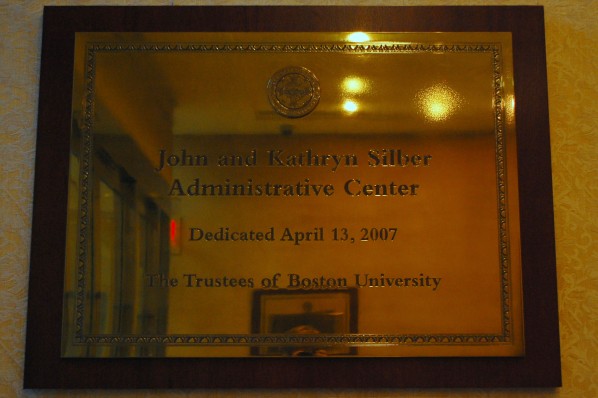 John and Kathryn Silber
Administrative Center
Dedicated April 13, 2007
The Trustees of Boston University